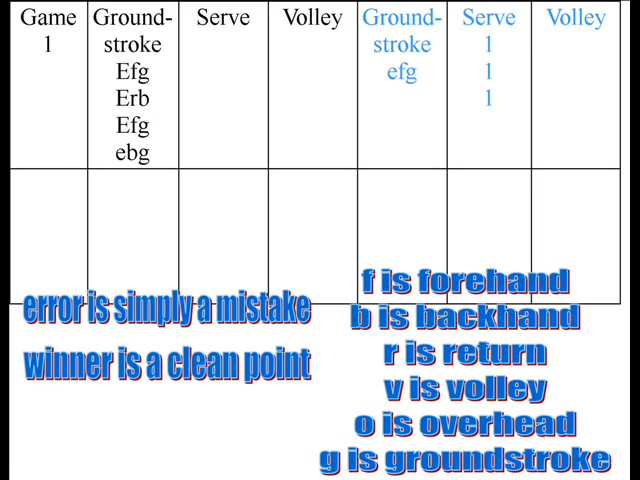 Game
1
Ground-
stroke
Efg
Erb
Efg
ebg
Serve
Volley
Ground-
stroke
efg
Serve
1
1
1
Volley
error is simply a mistake
winner is a clean point
f is forehand
b is backhand
r is return
v is volley
o is overhead
g is groundstroke